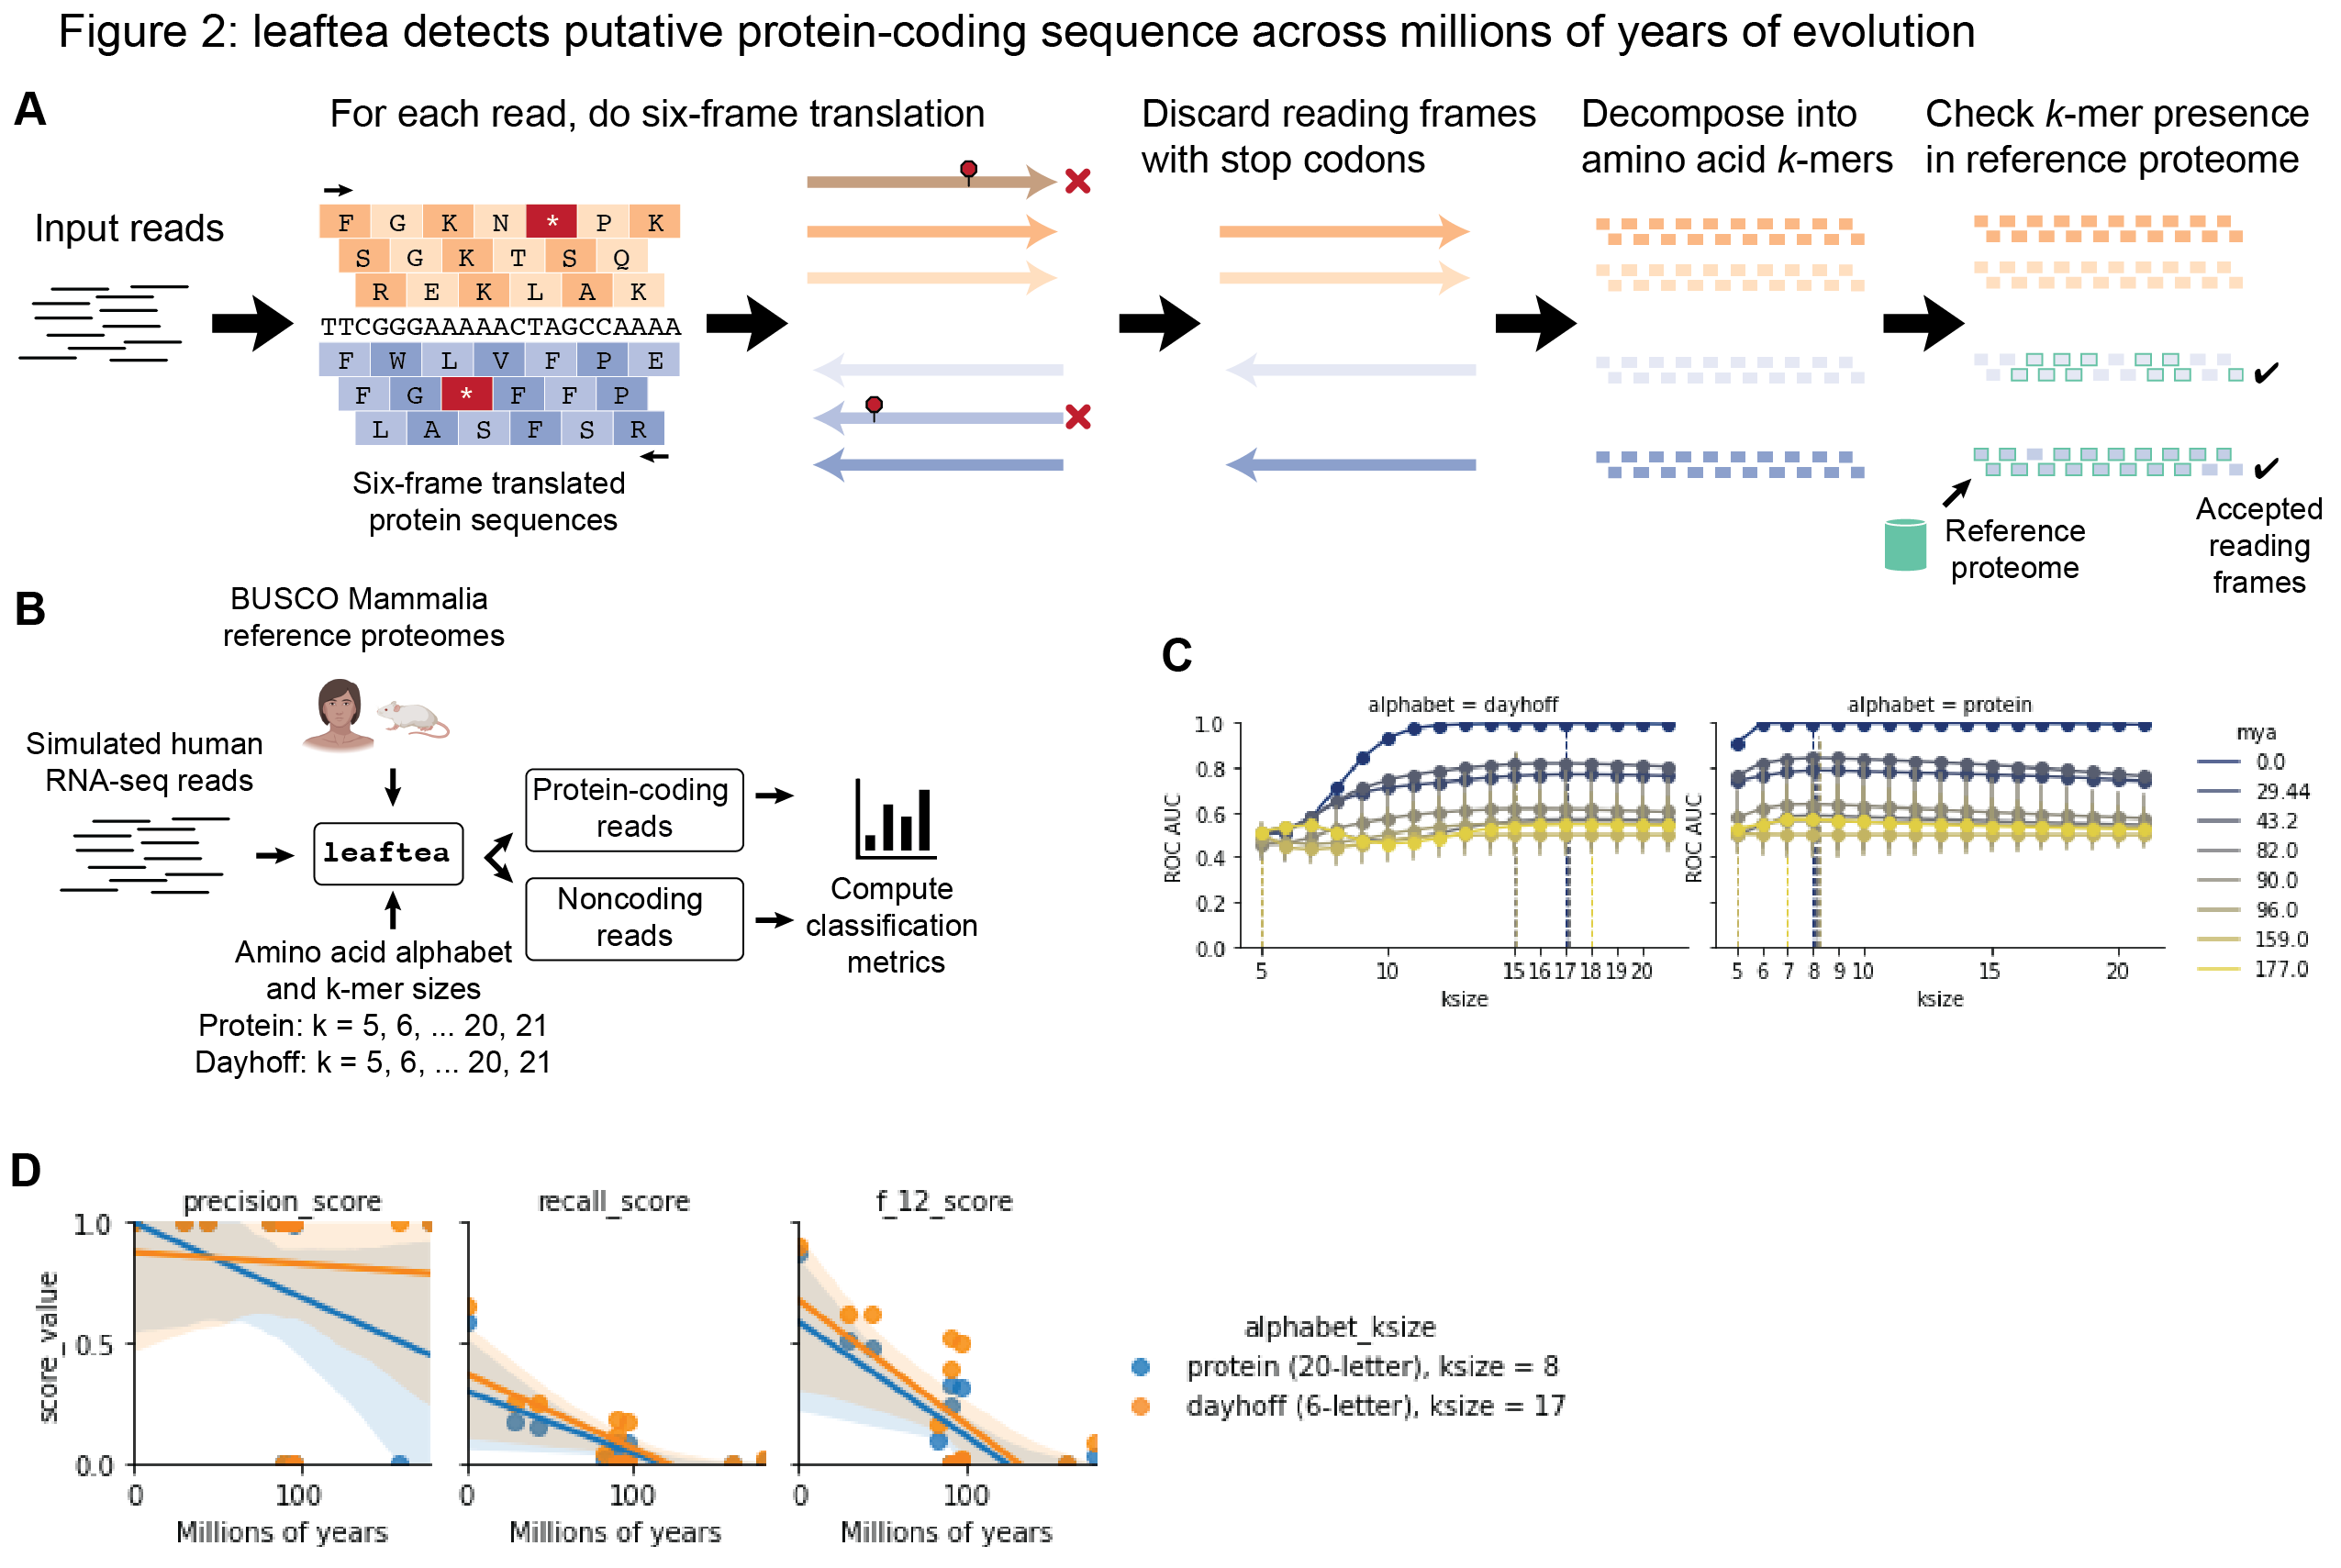 Figure 2: leaftea detects putative protein-coding sequence across millions of years of evolution
A
For each read, do six-frame translation
Discard reading frames
with stop codons
Decompose into
amino acid k-mers
Check k-mer presence
in reference proteome
Input reads
F G K N * P K
S G K T S Q
R E K L A K
TTCGGGAAAAACTAGCCAAAA
F W L V F P E
F G * F F P
L A S F S R
Six-frame translated
protein sequences
Reference
proteome
Accepted
reading
frames
B
BUSCO Mammalia
reference proteomes
Simulated human
RNA-seq reads
leaftea
Protein-coding
reads
Noncoding
reads
Compute
classification
metrics
Amino acid alphabet
and k-mer sizes
Protein: k = 5, 6, ... 20, 21
Dayhoff: k = 5, 6, ... 20, 21
C
alphabet = dayhoff
ROC AUC
1.0
0.8
0.6
0.4
0.2
0.0
5 10 15 16 17 18 19 20
ksize
alphabet = protein
ROC AUC
5 6 7 8 9 10 15 20
ksize
mya
0.0
29.44
43.2
82.0
90.0
96.0
159.0
177.0
D
precision_score
score_value
1.0
0.5
0.0
0 100
Millions of years
recall_score
0 100
Millions of years
f_12_score
0 100
Millions of years
alphabet_ksize
protein (20-letter), ksize = 8
dayhoff (6-letter), ksize = 17